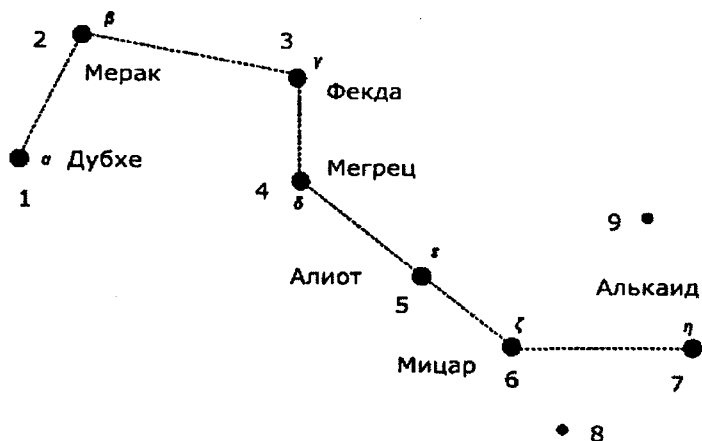 β
2
3
γ
Мерак
Фекда
α Дубхе
Мегрец
1
4
δ
9
ε
Алиот
Алькаид
5
ζ
η
Мицар
6
7
8